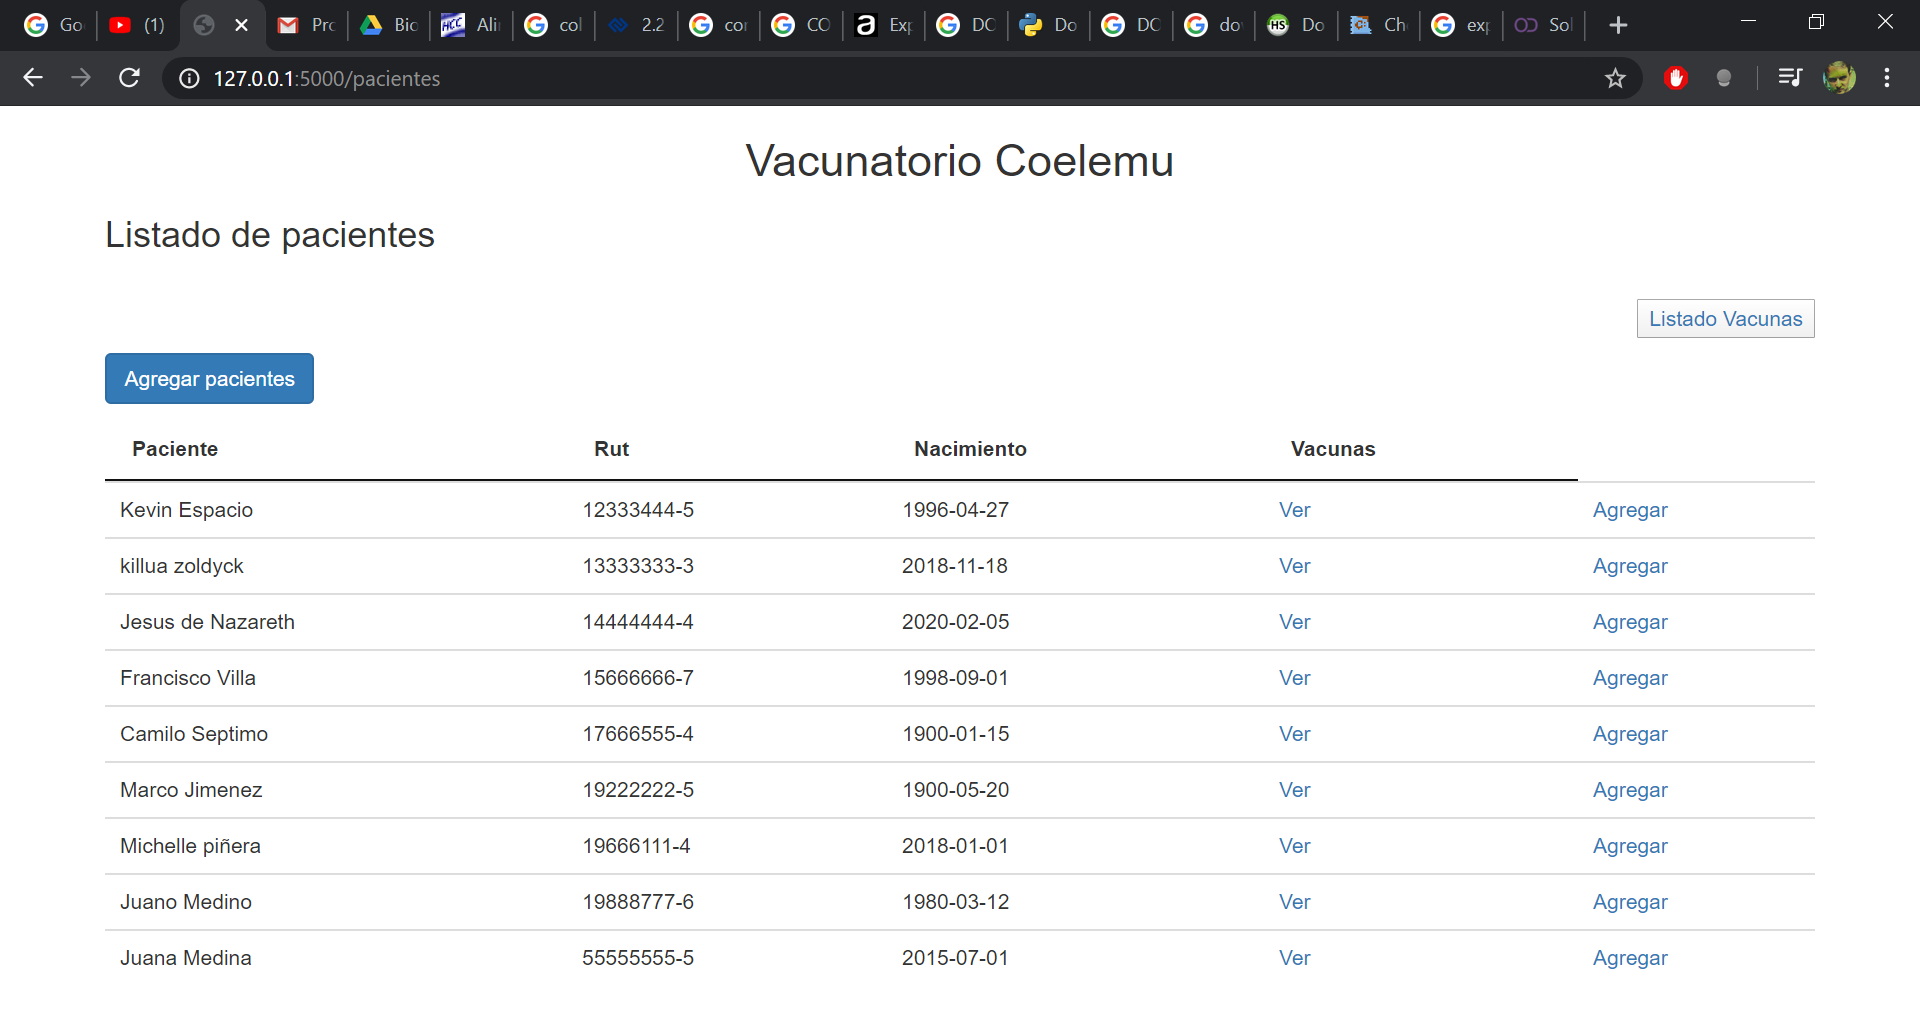 Go (1) Pro Bio Ali col 2.2 cor CO Exp DC Do DC do Do Ch exp Sol
127.0.0.1:5000/pacientes
Vacunatorio Coelemu
Listado de pacientes
Listado Vacunas
Agregar pacientes
Paciente Rut Nacimiento Vacunas
Kevin Espacio 12333444-5 1996-04-27 Ver Agregar
killua zoldyck 13333333-3 2018-11-18 Ver Agregar
Jesus de Nazareth 14444444-4 2020-02-05 Ver Agregar
Francisco Villa 15666666-7 1998-09-01 Ver Agregar
Camilo Septimo 17666555-4 1900-01-15 Ver Agregar
Marco Jimenez 19222222-5 1900-05-20 Ver Agregar
Michelle piñera 19666111-4 2018-01-01 Ver Agregar
Juano Medino 19888777-6 1980-03-12 Ver Agregar
Juana Medina 55555555-5 2015-07-01 Ver Agregar